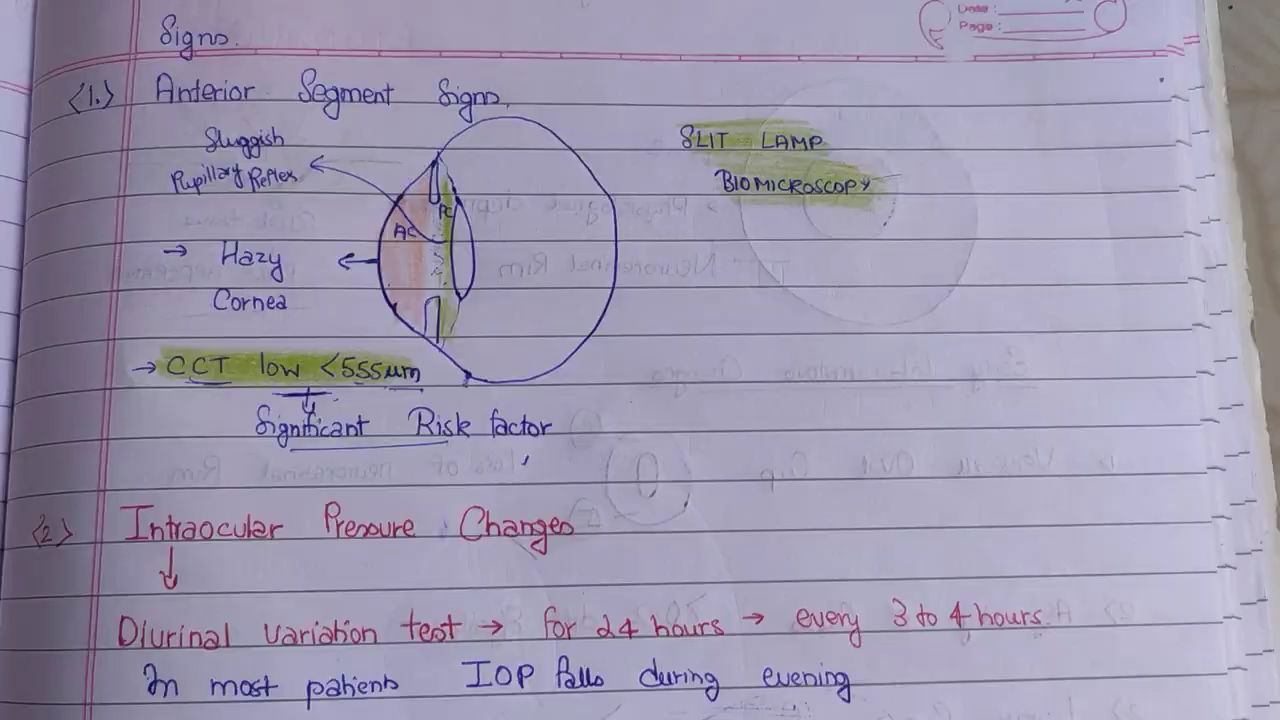 Date :
Page :
Signs.
<1.> Anterior Segment Signs.
Sluggish
Pupillary Reflex
SLIT LAMP
BIOMICROSCOPY
PC
AC
→ Hazy
Cornea
→ CCT low <555um
Significant Risk factor
<2> Intraocular Pressure Changes
Diurinal variation test → for 24 hours → every 3 to 4 hours.
In most patients IOP falls during evening